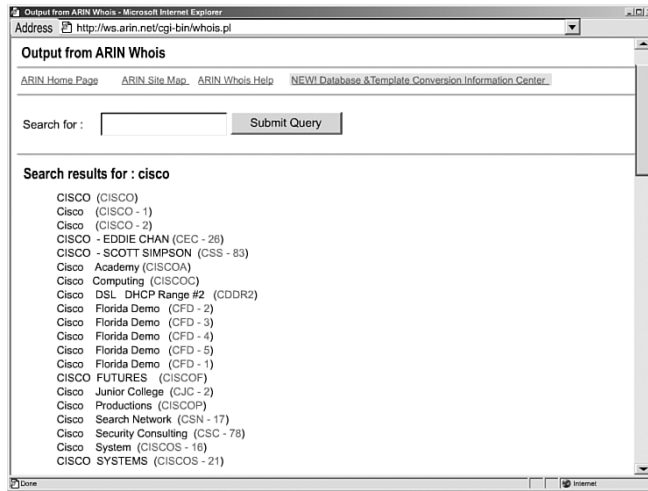 Output from ARIN Whois - Microsoft Internet Explorer
Address http://ws.arin.net/cgi-bin/whois.pl
Output from ARIN Whois
ARIN Home Page ARIN Site Map ARIN Whois Help NEW! Database &Template Conversion Information Center
Search for : Submit Query
Search results for : cisco
CISCO (CISCO)
Cisco (CISCO - 1)
Cisco (CISCO - 2)
CISCO - EDDIE CHAN (CEC - 26)
CISCO - SCOTT SIMPSON (CSS - 83)
Cisco Academy (CISCOA)
Cisco Computing (CISCOC)
Cisco DSL DHCP Range #2 (CDDR2)
Cisco Florida Demo (CFD - 2)
Cisco Florida Demo (CFD - 3)
Cisco Florida Demo (CFD - 4)
Cisco Florida Demo (CFD - 5)
Cisco Florida Demo (CFD - 1)
CISCO FUTURES (CISCOF)
Cisco Junior College (CJC - 2)
Cisco Productions (CISCOP)
Cisco Search Network (CSN - 17)
Cisco Security Consulting (CSC - 78)
Cisco System (CISCOS - 16)
CISCO SYSTEMS (CISCOS - 21)
Done Internet